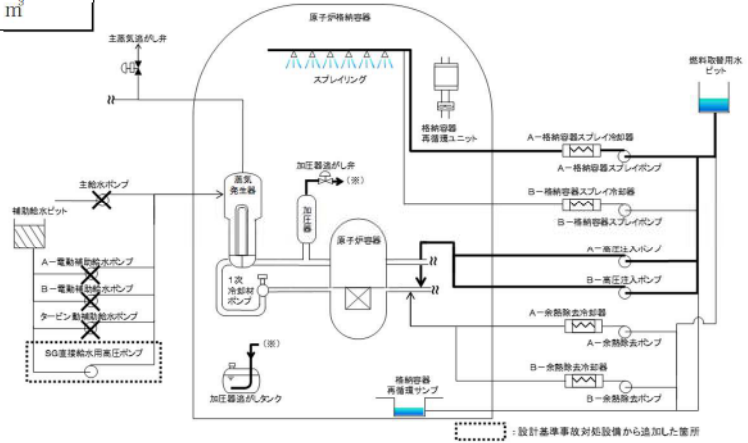 m³
原子炉格納容器
主蒸気逃がし弁
燃料取替用水
ピット
スプレイリング
格納容器
再循環ユニット
A-格納容器スプレイ冷却器
A-格納容器スプレイポンプ
加圧器逃がし弁
(※)
主給水ポンプ
蒸気
発生器
B-格納容器スプレイ冷却器
B-格納容器スプレイポンプ
補助給水ピット
加圧器
原子炉容器
A-高圧注入ポンプ
A-電動補助給水ポンプ
B-高圧注入ポンプ
B-電動補助給水ポンプ
1次
冷却材
ポンプ
タービン動補助給水ポンプ
A-余熱除去冷却器
A-余熱除去ポンプ
SG直接給水用高圧ポンプ
(※)
B-余熱除去冷却器
格納容器
再循環サンプ
加圧器逃がしタンク
B-余熱除去ポンプ
:設計基準事故対処設備から追加した箇所